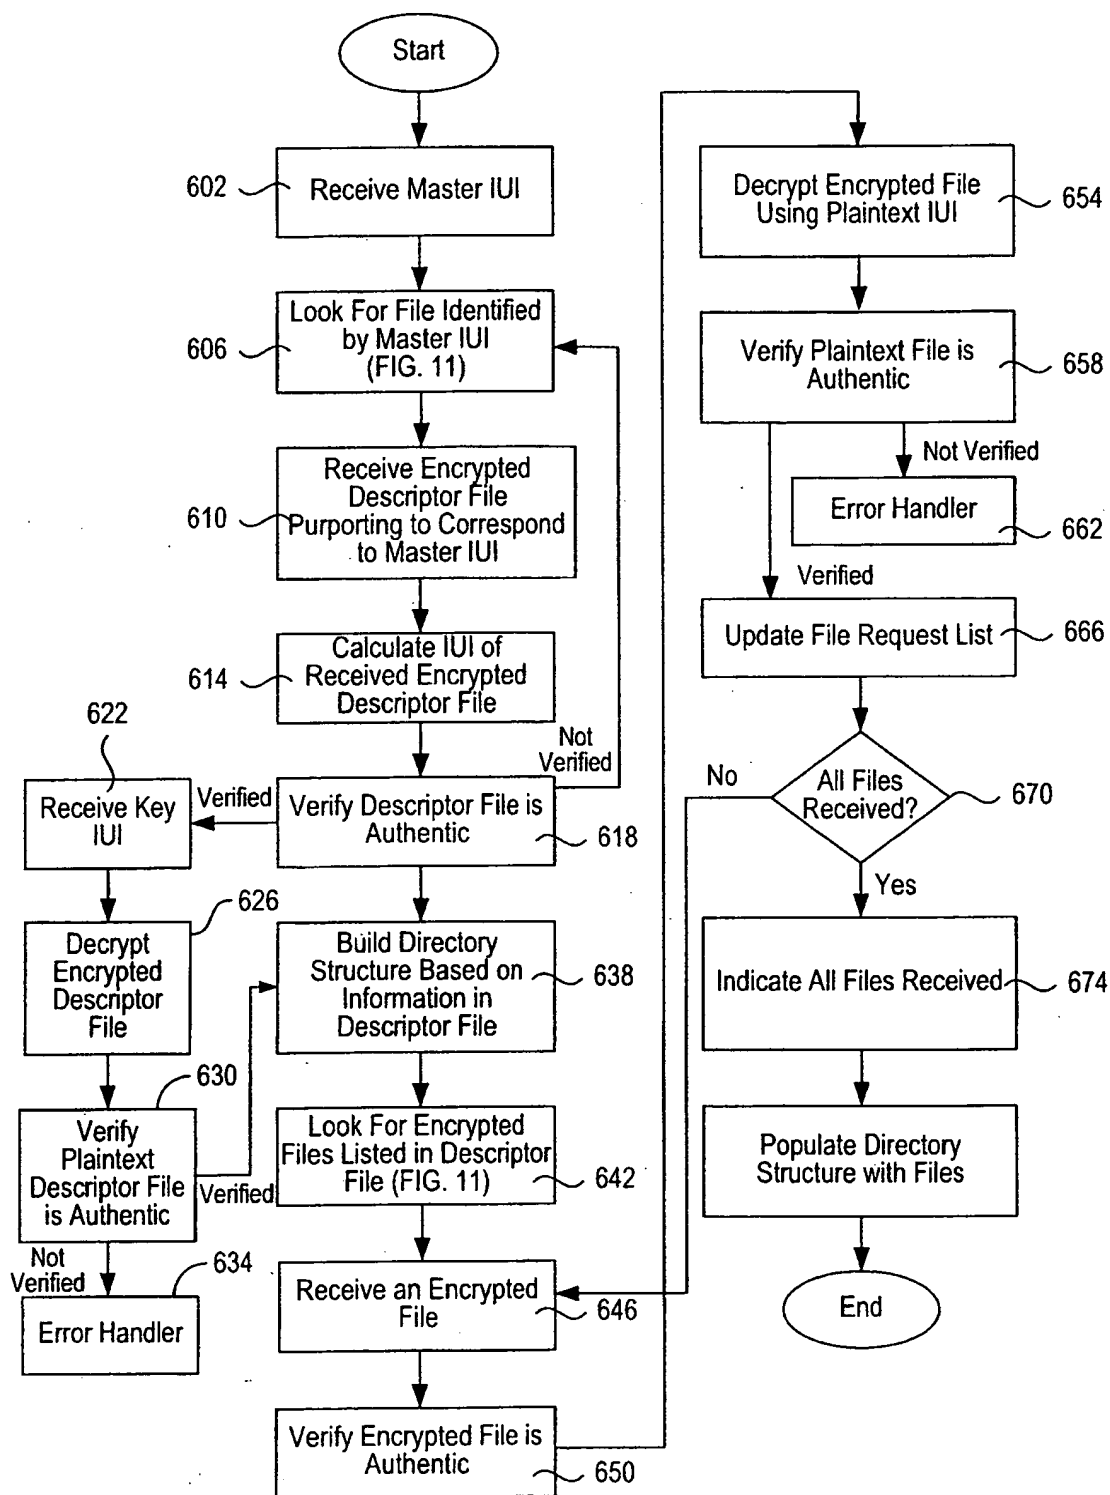 Start
602
Receive Master IUI
606
Look For File Identified
by Master IUI
(FIG. 11)
610
Receive Encrypted
Descriptor File
Purporting to Correspond
to Master IUI
614
Calculate IUI of
Received Encrypted
Descriptor File
Not
Verified
622
Receive Key
IUI
Verified
Verify Descriptor File is
Authentic
618
626
Decrypt
Encrypted
Descriptor
File
Build Directory
Structure Based on
Information in
Descriptor File
638
630
Verify
Plaintext
Descriptor File
is Authentic
Verified
Look For Encrypted
Files Listed in Descriptor
File (FIG. 11)
642
Not
Verified
634
Error Handler
Receive an Encrypted
File
646
Verify Encrypted File is
Authentic
650
Decrypt Encrypted File
Using Plaintext IUI
654
Verify Plaintext File is
Authentic
658
Not Verified
Error Handler
662
Verified
Update File Request List
666
No
All Files
Received?
670
Yes
Indicate All Files Received
674
Populate Directory
Structure with Files
End